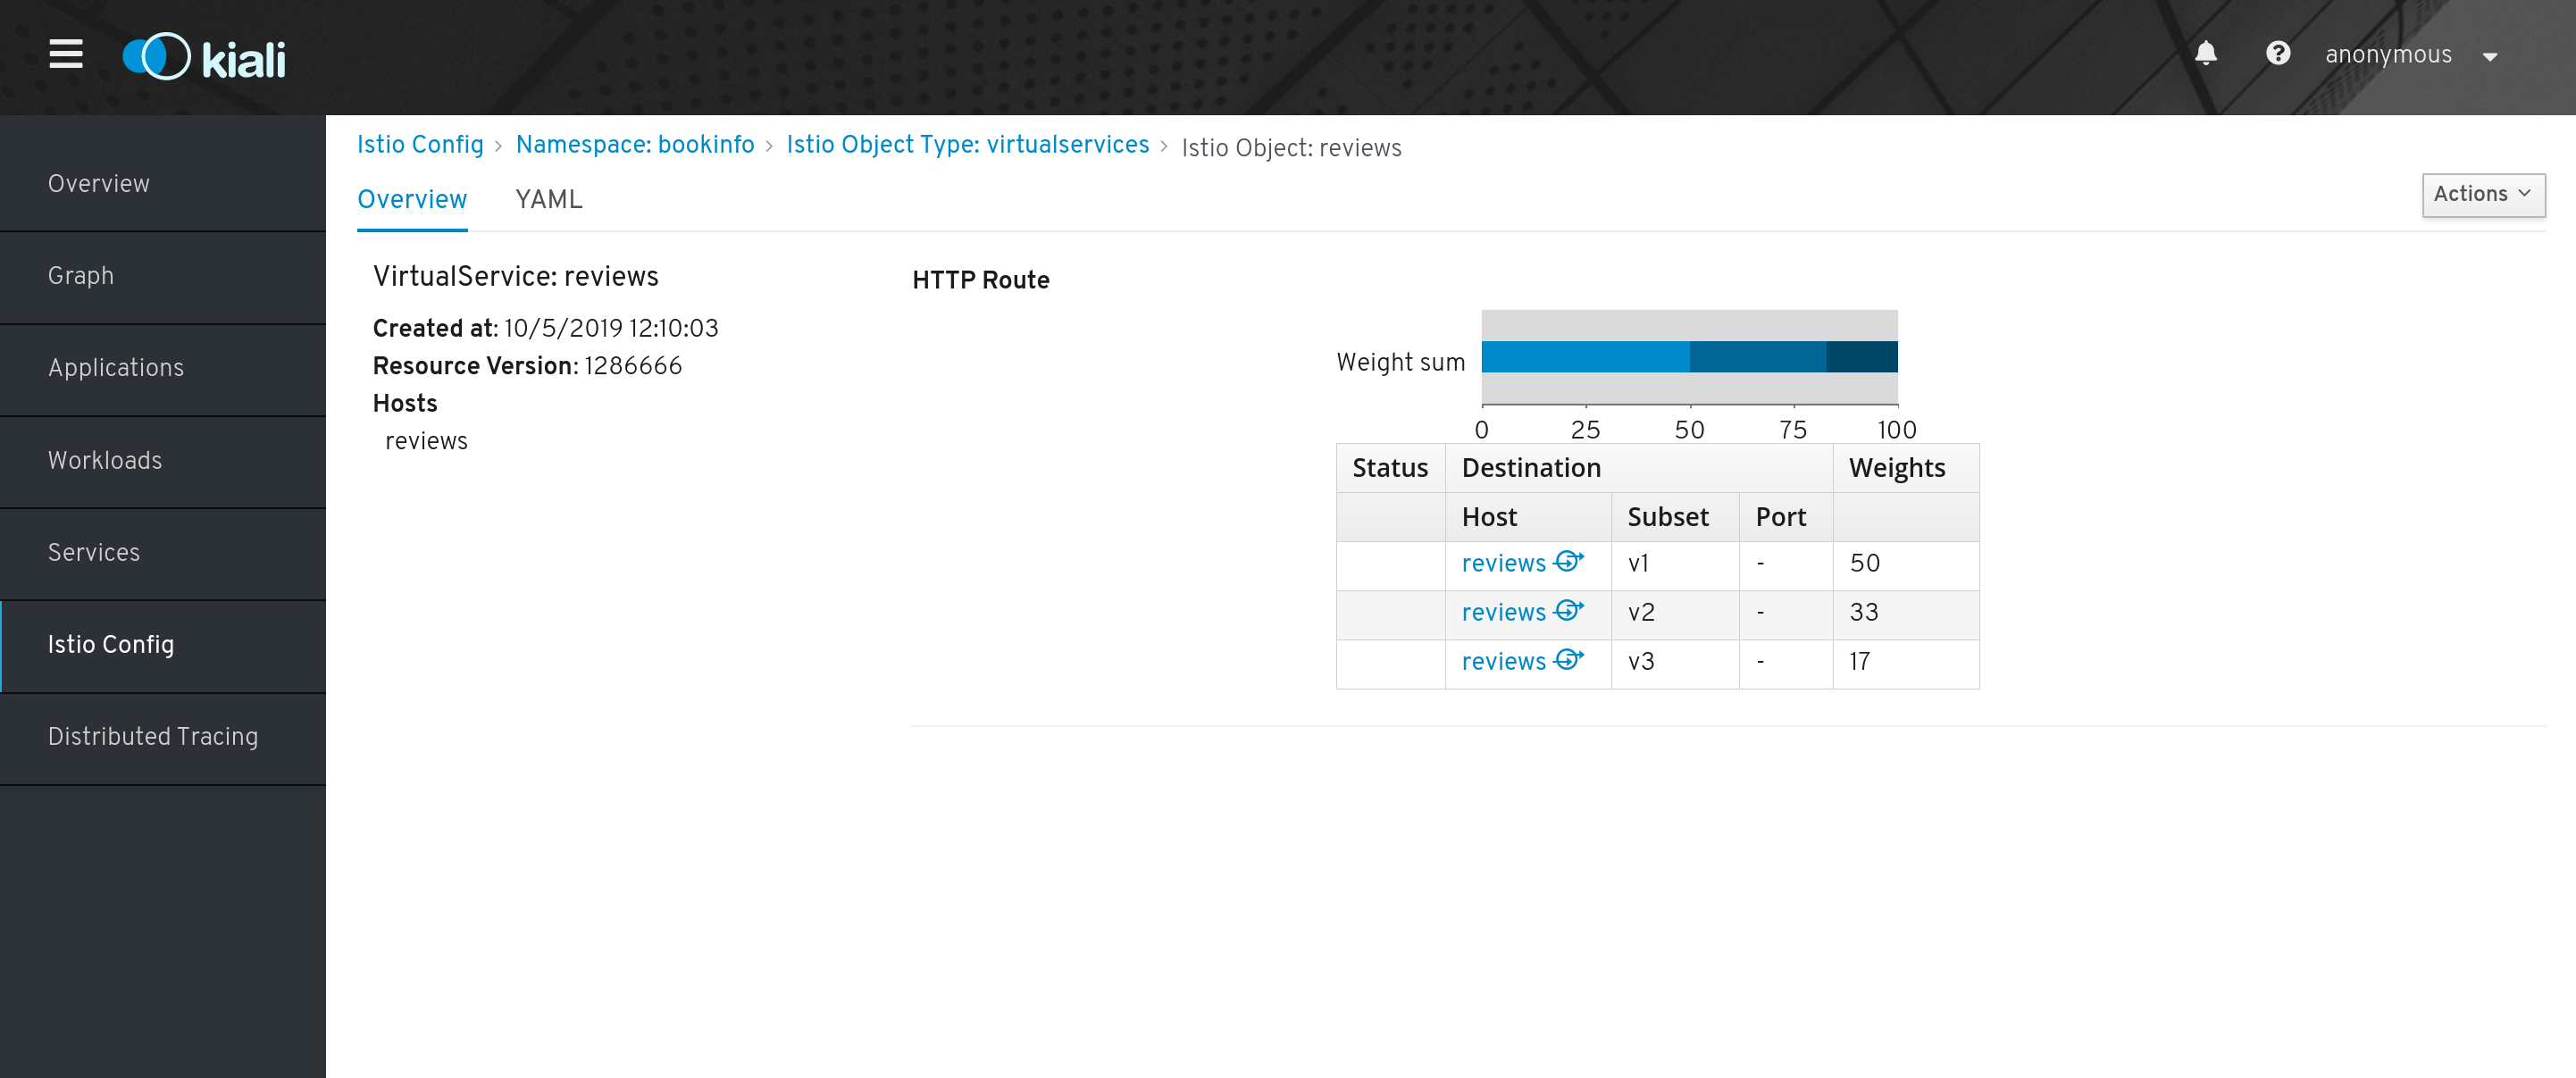 kiali
anonymous
Overview
Graph
Applications
Workloads
Services
Istio Config
Distributed Tracing
Istio Config > Namespace: bookinfo > Istio Object Type: virtualservices > Istio Object: reviews
Overview YAML
Actions
VirtualService: reviews
Created at: 10/5/2019 12:10:03
Resource Version: 1286666
Hosts
reviews
HTTP Route
Weight sum
0 25 50 75 100
Status Destination Weights
Host Subset Port
reviews v1 - 50
reviews v2 - 33
reviews v3 - 17